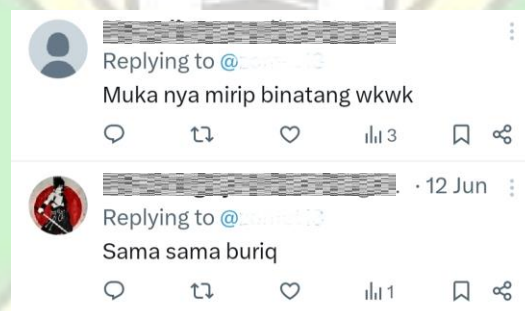 Replying to @
Muka nya mirip binatang wkwk
3
· 12 Jun
Replying to @
Sama sama buriq
1